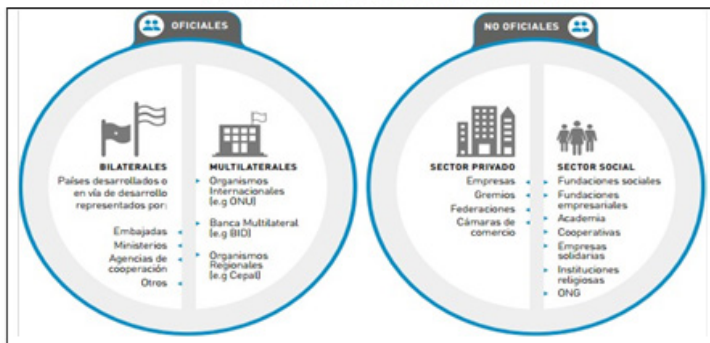 OFICIALES
BILATERALES
Países desarrollados o
en vía de desarrollo
representados por:
Embajadas
Ministerios
Agencias de
cooperación
Otros
MULTILATERALES
Organismos
Internacionales
(e.g ONU)
Banca Multilateral
(e.g BID)
Organismos
Regionales
(e.g Cepal)
NO OFICIALES
SECTOR PRIVADO
Empresas
Gremios
Federaciones
Cámaras de
comercio
SECTOR SOCIAL
Fundaciones sociales
Fundaciones
empresariales
Academia
Cooperativas
Empresas
solidarias
Instituciones
religiosas
ONG